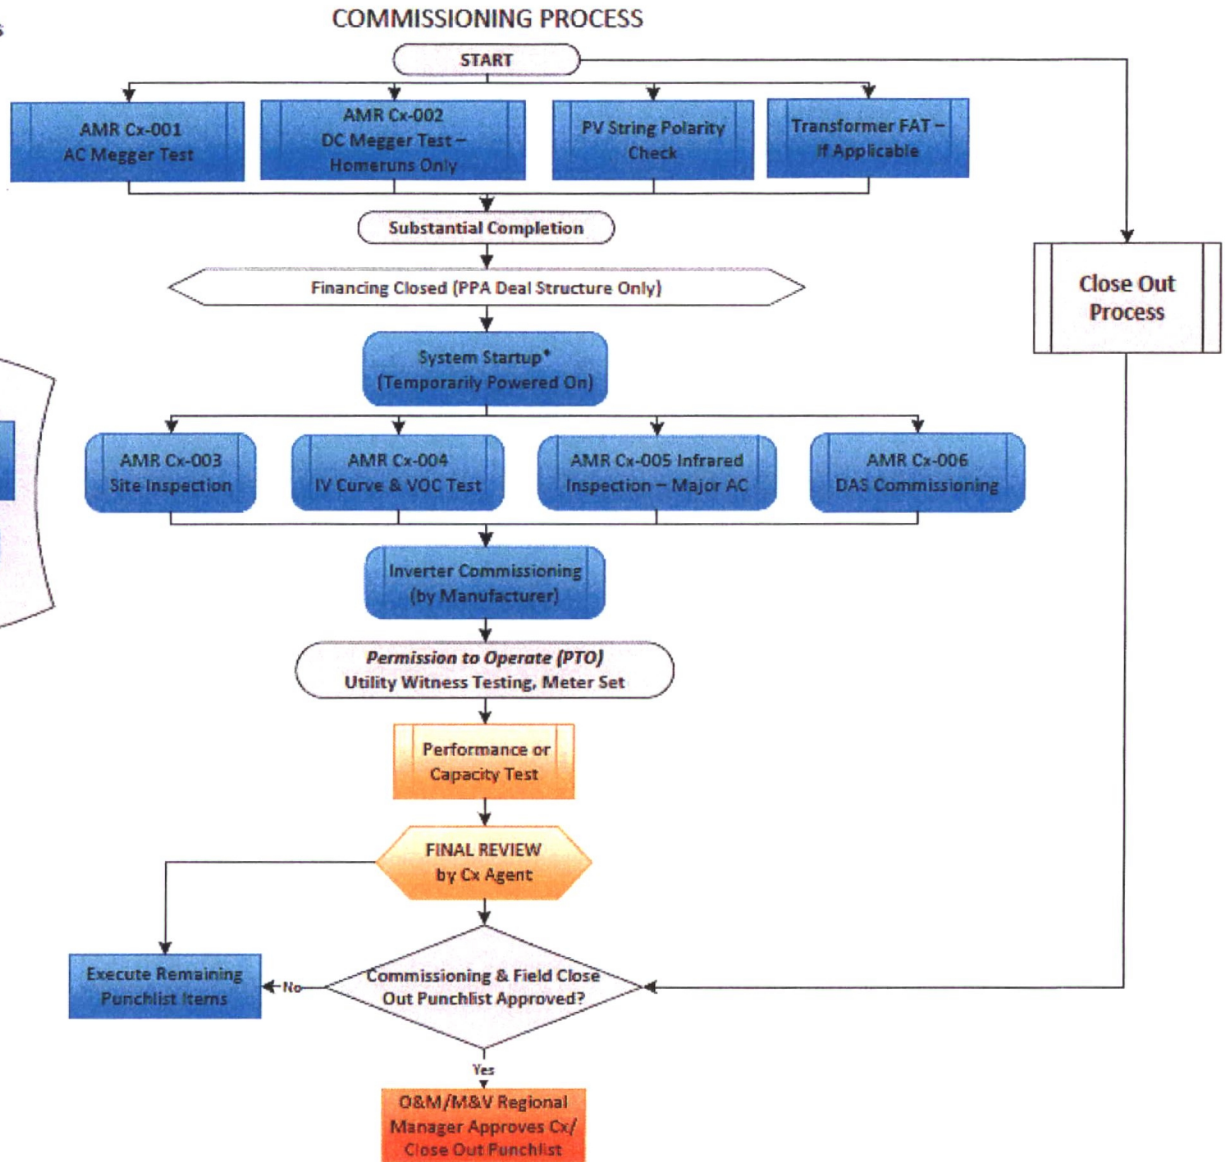 s
COMMISSIONING PROCESS
START
AMR Cx-001
AC Megger Test
AMR Cx-002
DC Megger Test –
Homeruns Only
PV String Polarity
Check
Transformer FAT –
If Applicable
Substantial Completion
Close Out
Process
Financing Closed (PPA Deal Structure Only)
System Startup*
(Temporarily Powered On)
AMR Cx-003
Site Inspection
AMR Cx-004
IV Curve & VOC Test
AMR Cx-005 Infrared
Inspection – Major AC
AMR Cx-006
DAS Commissioning
Inverter Commissioning
(by Manufacturer)
Permission to Operate (PTO)
Utility Witness Testing, Meter Set
Performance or
Capacity Test
FINAL REVIEW
by Cx Agent
Execute Remaining
Punchlist Items
No
Commissioning & Field Close
Out Punchlist Approved?
Yes
O&M/M&V Regional
Manager Approves Cx/
Close Out Punchlist